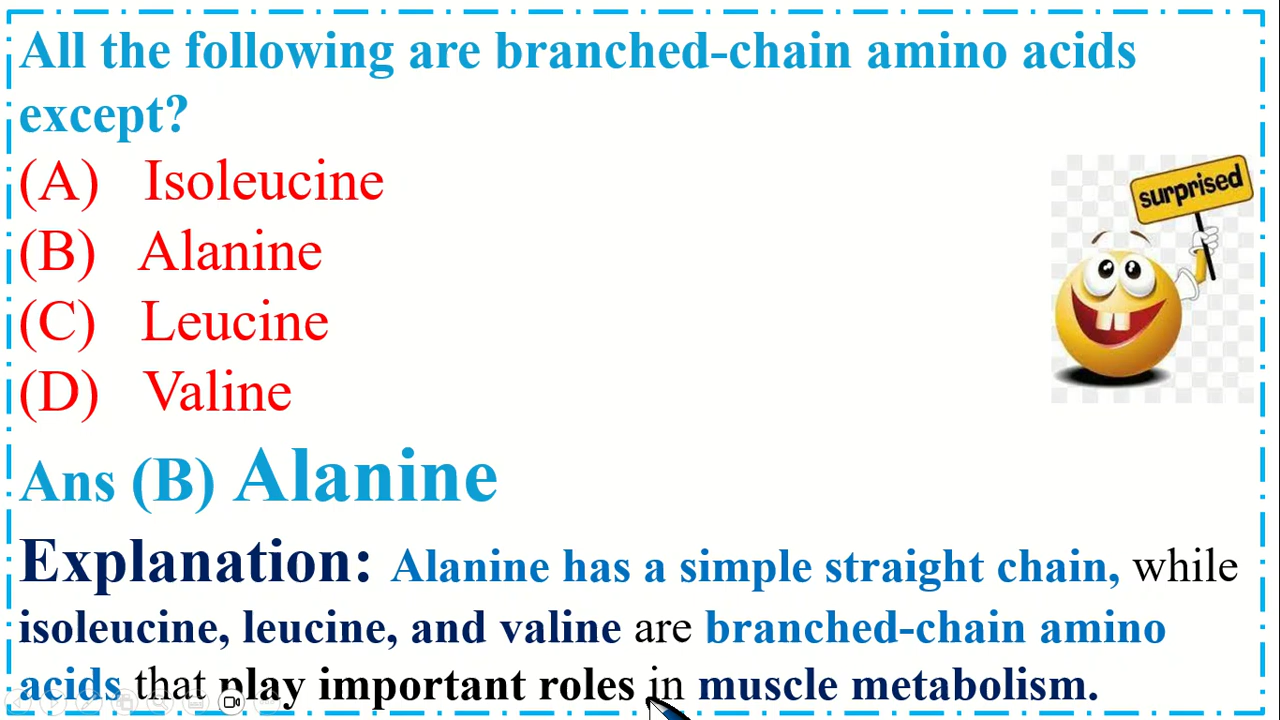 All the following are branched-chain amino acids
except?
(A) Isoleucine
(B) Alanine
(C) Leucine
(D) Valine
surprised
Ans (B) Alanine
Explanation: Alanine has a simple straight chain, while
isoleucine, leucine, and valine are branched-chain amino
acids that play important roles in muscle metabolism.